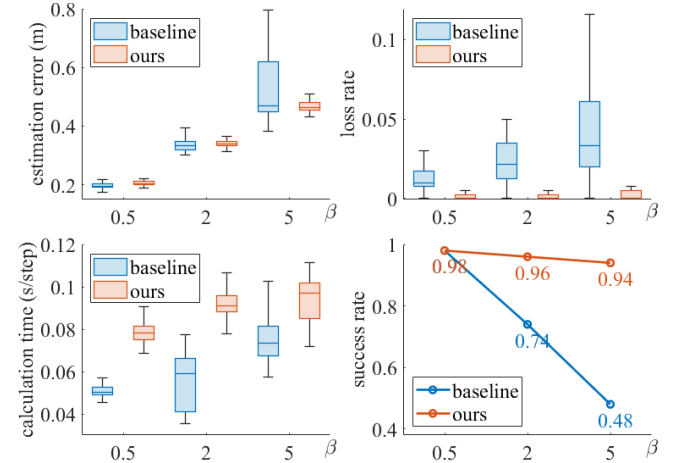 estimation error (m)
0.8
0.6
0.4
0.2
baseline
ours
0.5
2
5
β
loss rate
0.1
0.05
0
baseline
ours
0.5
2
5
β
calculation time (s/step)
0.12
0.1
0.08
0.06
0.04
baseline
ours
0.5
2
5
β
success rate
1
0.8
0.6
0.4
0.98
0.96
0.94
0.74
0.48
baseline
ours
0.5
2
5
β